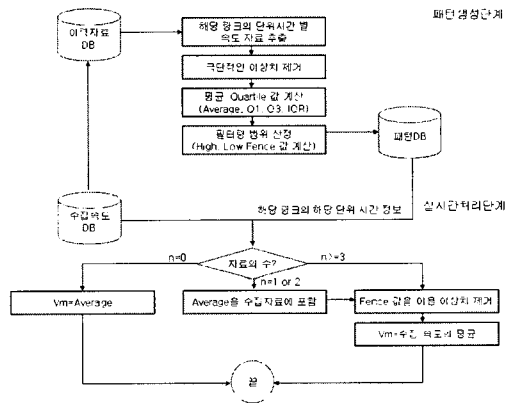 패턴생성단계
이력자료
DB
해당 링크의 단위시간 별
속도 자료 추출
극단적인 이상치 제거
평균 Quartile 값 계산
(Average, Q1, Q3, IQR)
필터링 범위 산정
(High, Low Fence 값 계산)
패턴DB
수집속도
DB
해당 링크의 해당 단위 시간 정보
실시간처리단계
자료의 수?
n=0
n>=3
n=1 or 2
Vm=Average
Average을 수집자료에 포함
Fence 값을 이용 이상치 제거
Vm=수집 속도의 평균
끝